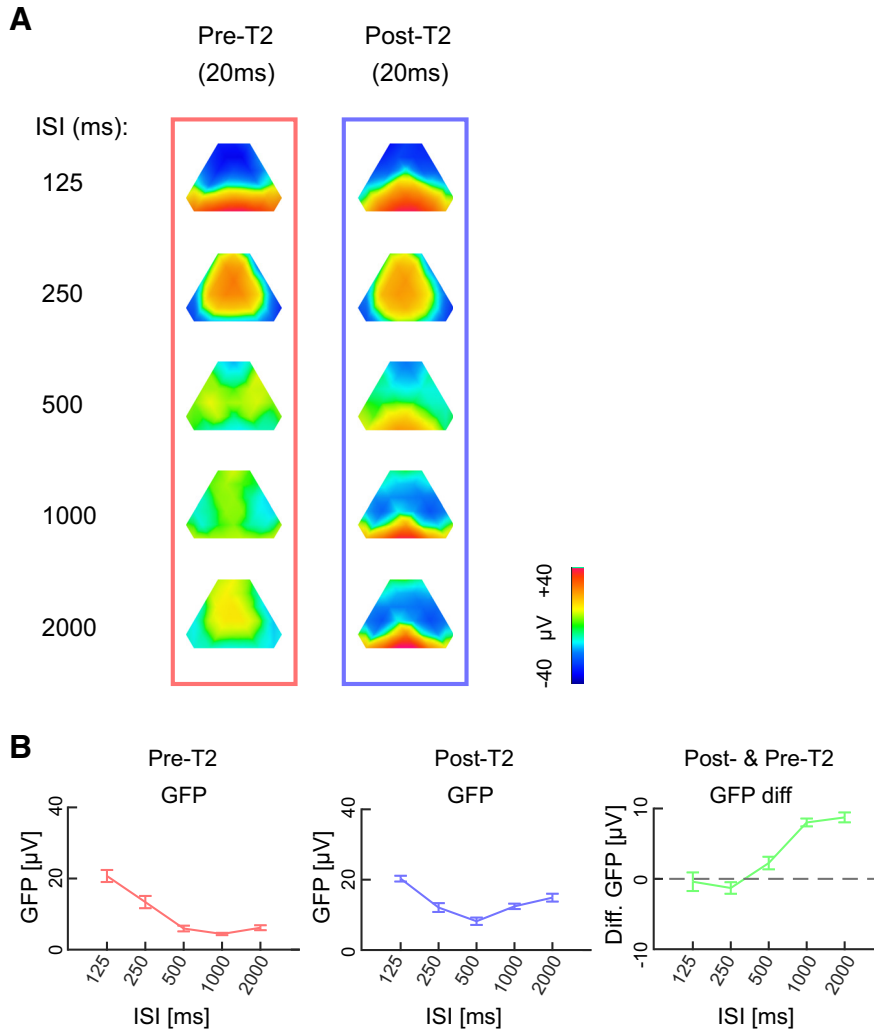 A
Pre-T2
(20ms)
Post-T2
(20ms)
ISI (ms):
125
250
500
1000
2000
-40 µV +40
B
Pre-T2
GFP
GFP [µV]
40
20
0
125
250
500
1000
2000
ISI [ms]
Post-T2
GFP
GFP [µV]
40
20
0
125
250
500
1000
2000
ISI [ms]
Post- & Pre-T2
GFP diff
Diff. GFP [µV]
10
0
-10
125
250
500
1000
2000
ISI [ms]